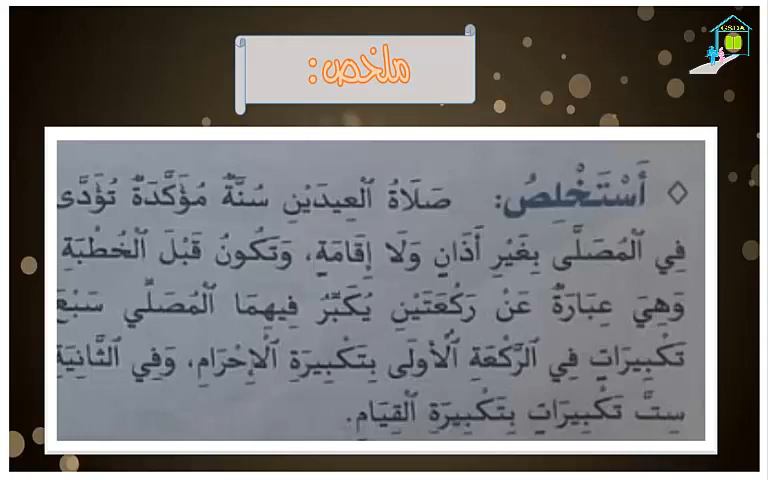 GSDA
ملخص:
◇ أَسْتَخْلِصُ: صَلَاةُ ٱلْعِيدَيْنِ سُنَّةٌ مُؤَكَّدَةٌ تُؤَدَّى
فِي ٱلْمُصَلَّى بِغَيْرِ أَذَانٍ وَلَا إِقَامَةٍ، وَتَكُونُ قَبْلَ ٱلْخُطْبَةِ
وَهِيَ عِبَارَةٌ عَنْ رَكْعَتَيْنِ يُكَبِّرُ فِيهِمَا ٱلْمُصَلِّي سَبْعَ
تَكْبِيرَاتٍ فِي ٱلرَّكْعَةِ ٱلْأُولَى بِتَكْبِيرَةِ ٱلْإِحْرَامِ، وَفِي ٱلثَّانِيَةِ
سِتَّ تَكْبِيرَاتٍ بِتَكْبِيرَةِ ٱلْقِيَامِ.